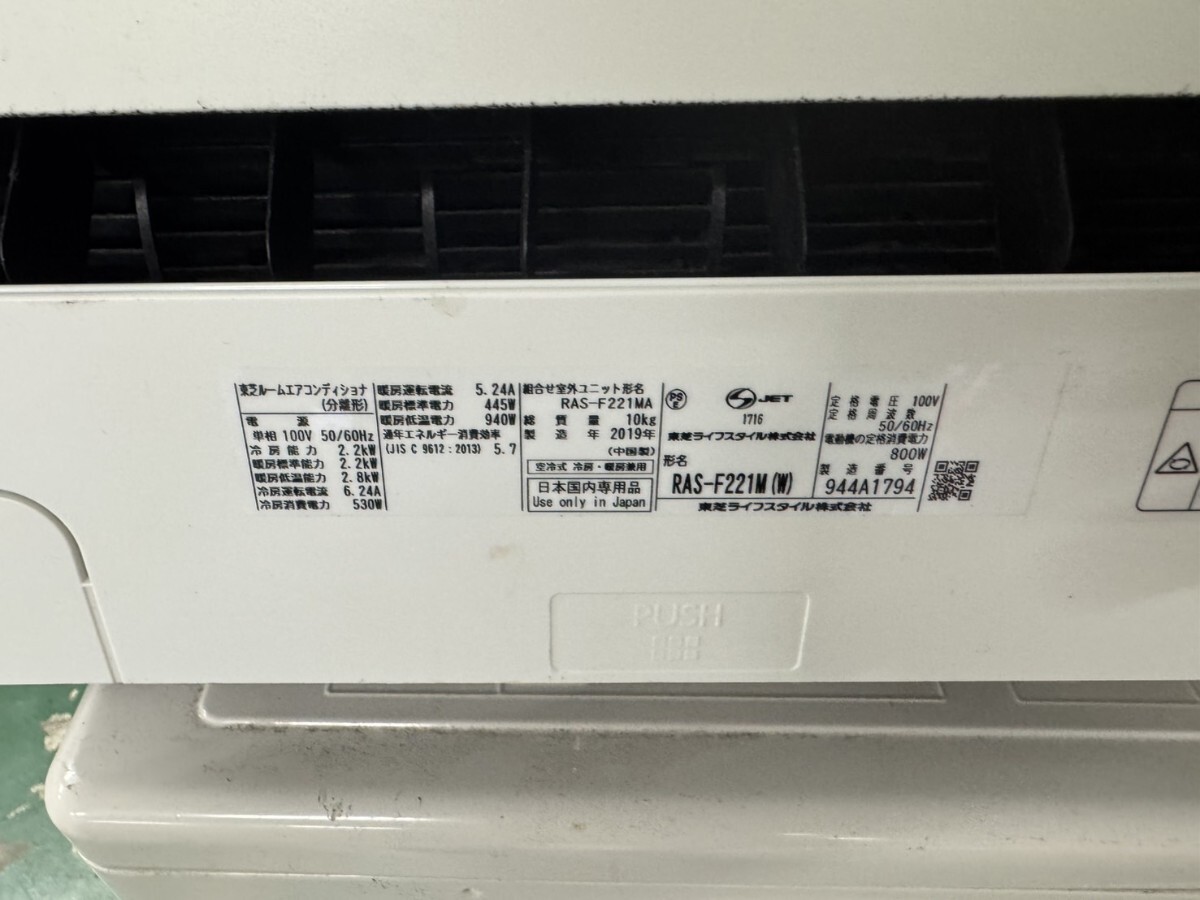 東芝ルームエアコンディショナ
(分離形)
電源
単相 100V 50/60Hz
冷房能力 2.2kW
暖房標準能力 2.2kW
暖房低温能力 2.8kW
冷房運転電流 6.24A
冷房消費電力 530W
暖房運転電流 5.24A
暖房標準電力 445W
暖房低温電力 940W
通年エネルギー消費効率
(JIS C 9612:2013) 5.7
組合せ室外ユニット形名
RAS-F221MA
総質量 10kg
製造年 2019年
(中国製)
空冷式 冷房・暖房兼用
日本国内専用品
Use only in Japan
PS
E
JET
1716
東芝ライフスタイル株式会社
形名
RAS-F221M(W)
定格電圧 100V
定格周波数
50/60Hz
電動機の定格消費電力
800W
製造番号
944A1794
東芝ライフスタイル株式会社
PUSH